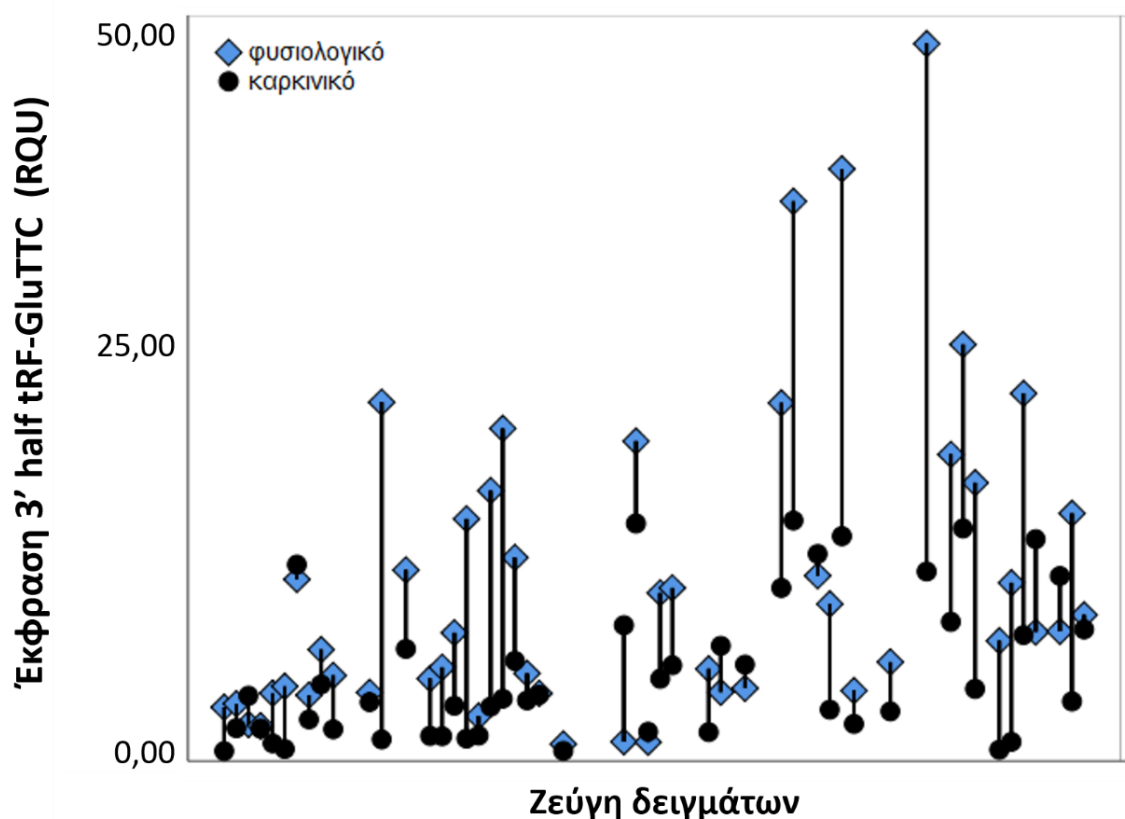 50,00
φυσιολογικό
καρκινικό
25,00
0,00
Έκφραση 3’ half tRF-GluTTC (RQU)
Ζεύγη δειγμάτων